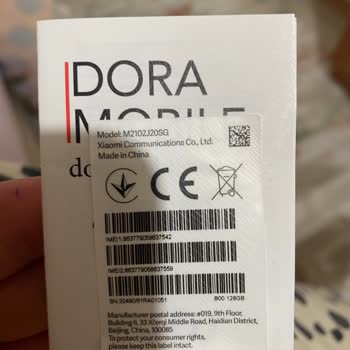 DORA
MOBILE
do
Model: M2102J20SG
Xiaomi Communications Co., Ltd.
Made in China
CE
IMEI1:863779058637542
IMEI2:863779058637559
SN:32490/61RA01051
B00 128GB
Manufacturer postal address: #019, 9th Floor,
Building 6, 33 Xi'erqi Middle Road, Haidian District,
Beijing, China, 100085
To protect your consumer rights,
please keep this label intact.